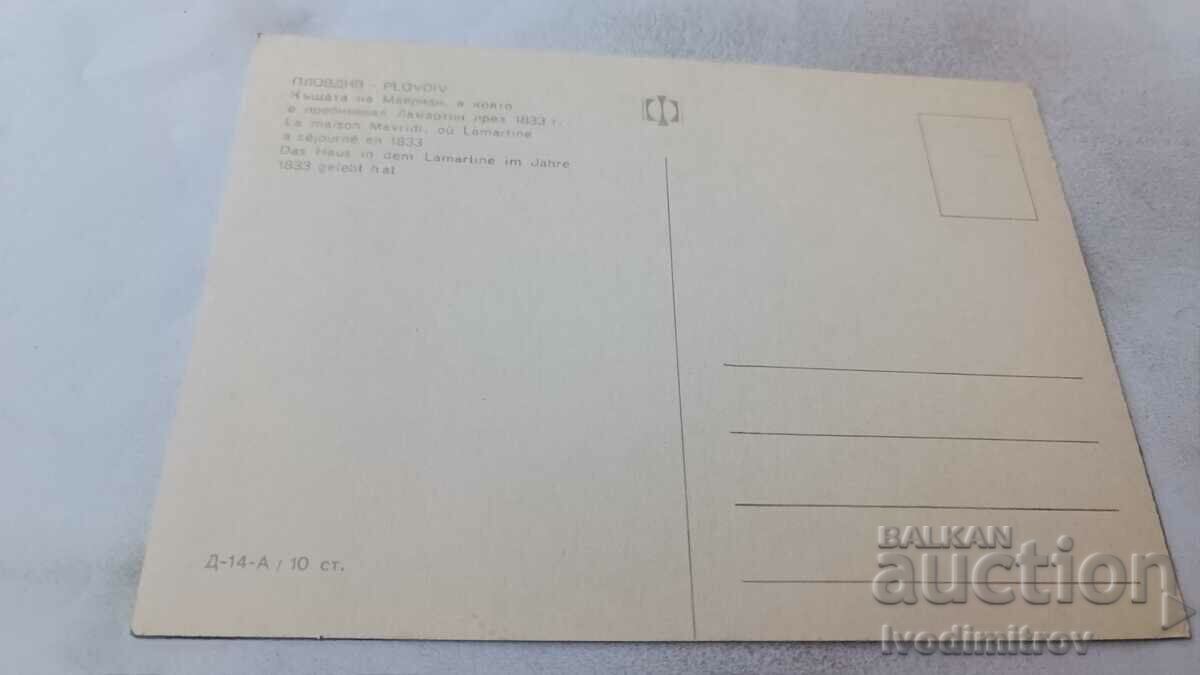 ПЛОВДИВ - PLOVDIV
Къщата на Мавриди, в която
е пребивавал Ламартин през 1833 г.
La maison Mavridi, où Lamartine
a séjourné en 1833
Das Haus in dem Lamartine im Jahre
1833 gelebt hat
Д-14-А / 10 ст.
BALKAN
auction
Ivodimitrov